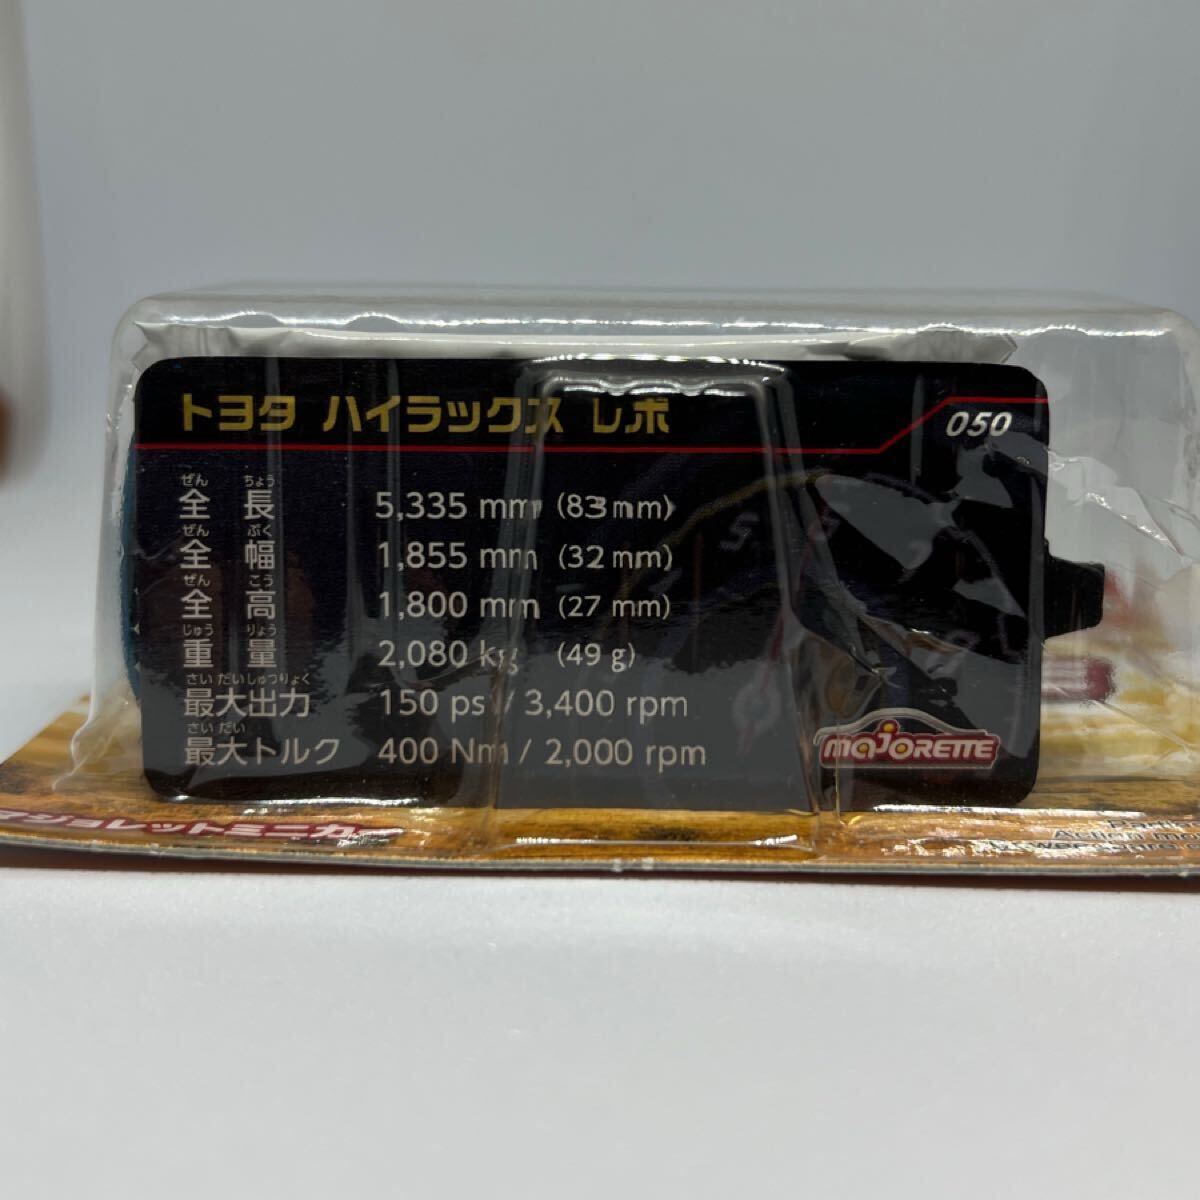 トヨタ ハイラックス レボ 050
ぜん ちょう
全長 5,335 mm (83mm)
ぜん ぷく
全幅 1,855 mm (32 mm)
ぜん こう
全高 1,800 mm (27 mm)
じゅう りょう
重量 2,080 kg (49 g)
さい だい しゅつりょく
最大出力 150 ps / 3,400 rpm
さい だい
最大トルク 400 Nm / 2,000 rpm
majorette
マジョレットミニカー
Action